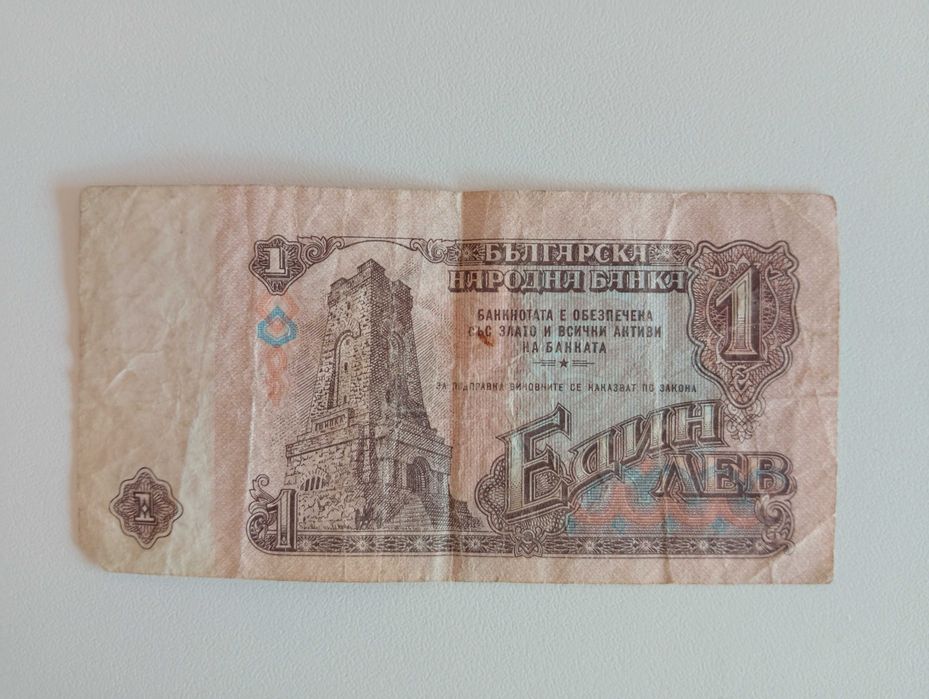 1
БЪЛГАРСКА
НАРОДНА БАНКА
1
БАНКНОТАТА Е ОБЕЗПЕЧЕНА
СЪС ЗЛАТО И ВСИЧКИ АКТИВИ
НА БАНКАТА
ЗА ПОДПРАВКА ВИНОВНИТЕ СЕ НАКАЗВАТ ПО ЗАКОНА
ЕДИН
ЛЕВ
1
1